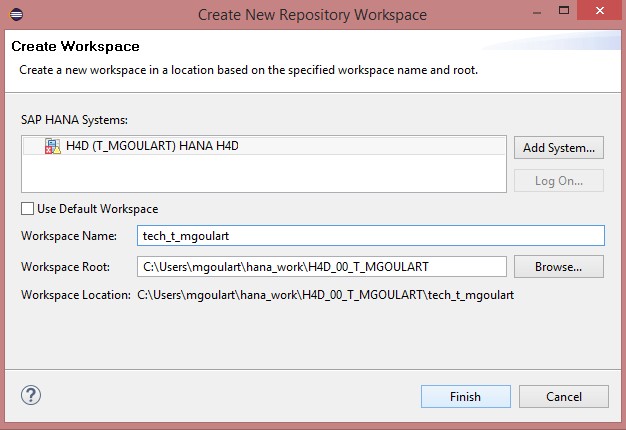 Create New Repository Workspace
Create Workspace
Create a new workspace in a location based on the specified workspace name and root.
SAP HANA Systems:
H4D (T_MGOULART) HANA H4D
Add System...
Log On...
Use Default Workspace
Workspace Name: tech_t_mgoulart
Workspace Root: C:\Users\mgoulart\hana_work\H4D_00_T_MGOULART Browse...
Workspace Location: C:\Users\mgoulart\hana_work\H4D_00_T_MGOULART\tech_t_mgoulart
? Finish Cancel